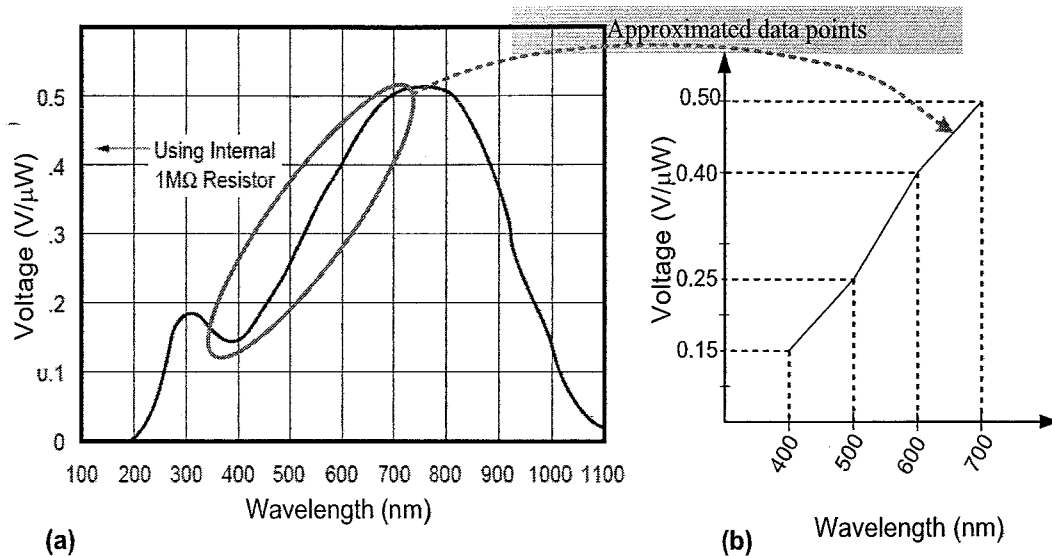 Approximated data points
Voltage (V/μW)
0.5
.4
.3
.2
0.1
0
Using Internal
1MΩ Resistor
100 200 300 400 500 600 700 800 900 1000 1100
Wavelength (nm)
(a)
Voltage (V/μW)
0.50
0.40
0.25
0.15
400 500 600 700
Wavelength (nm)
(b)